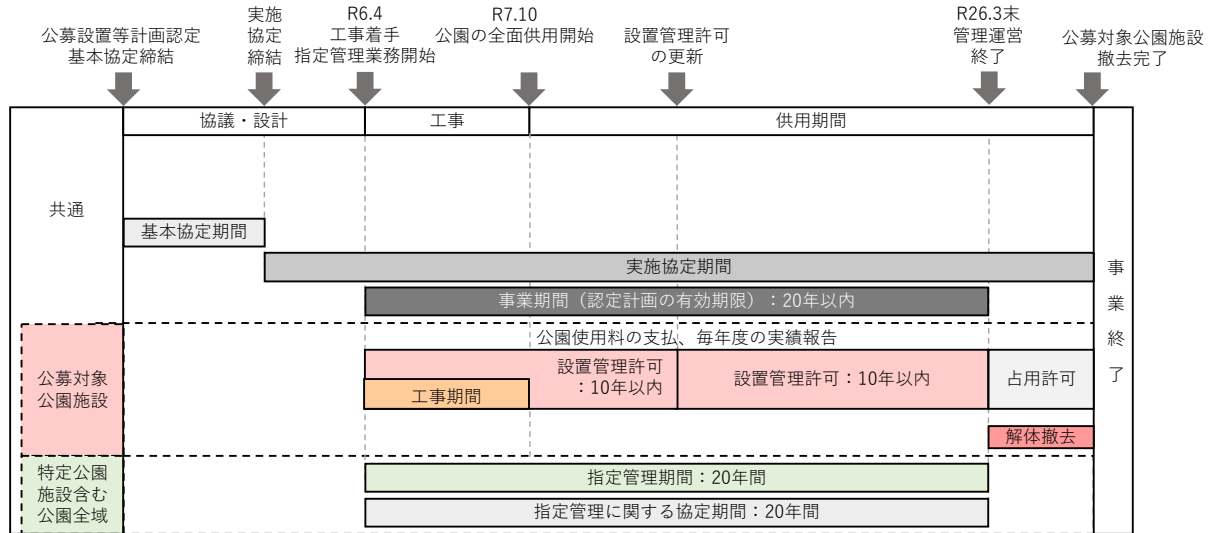 公募設置等計画認定
基本協定締結
実施
協定
締結
R6.4
工事着手
指定管理業務開始
R7.10
公園の全面供用開始
設置管理許可
の更新
R26.3末
管理運営
終了
公募対象公園施設
撤去完了
協議・設計
工事
供用期間
共通
基本協定期間
実施協定期間
事業期間（認定計画の有効期限）：20年以内
事業終了
公園使用料の支払、毎年度の実績報告
公募対象
公園施設
設置管理許可
：10年以内
設置管理許可：10年以内
占用許可
工事期間
解体撤去
特定公園
施設含む
公園全域
指定管理期間：20年間
指定管理に関する協定期間：20年間